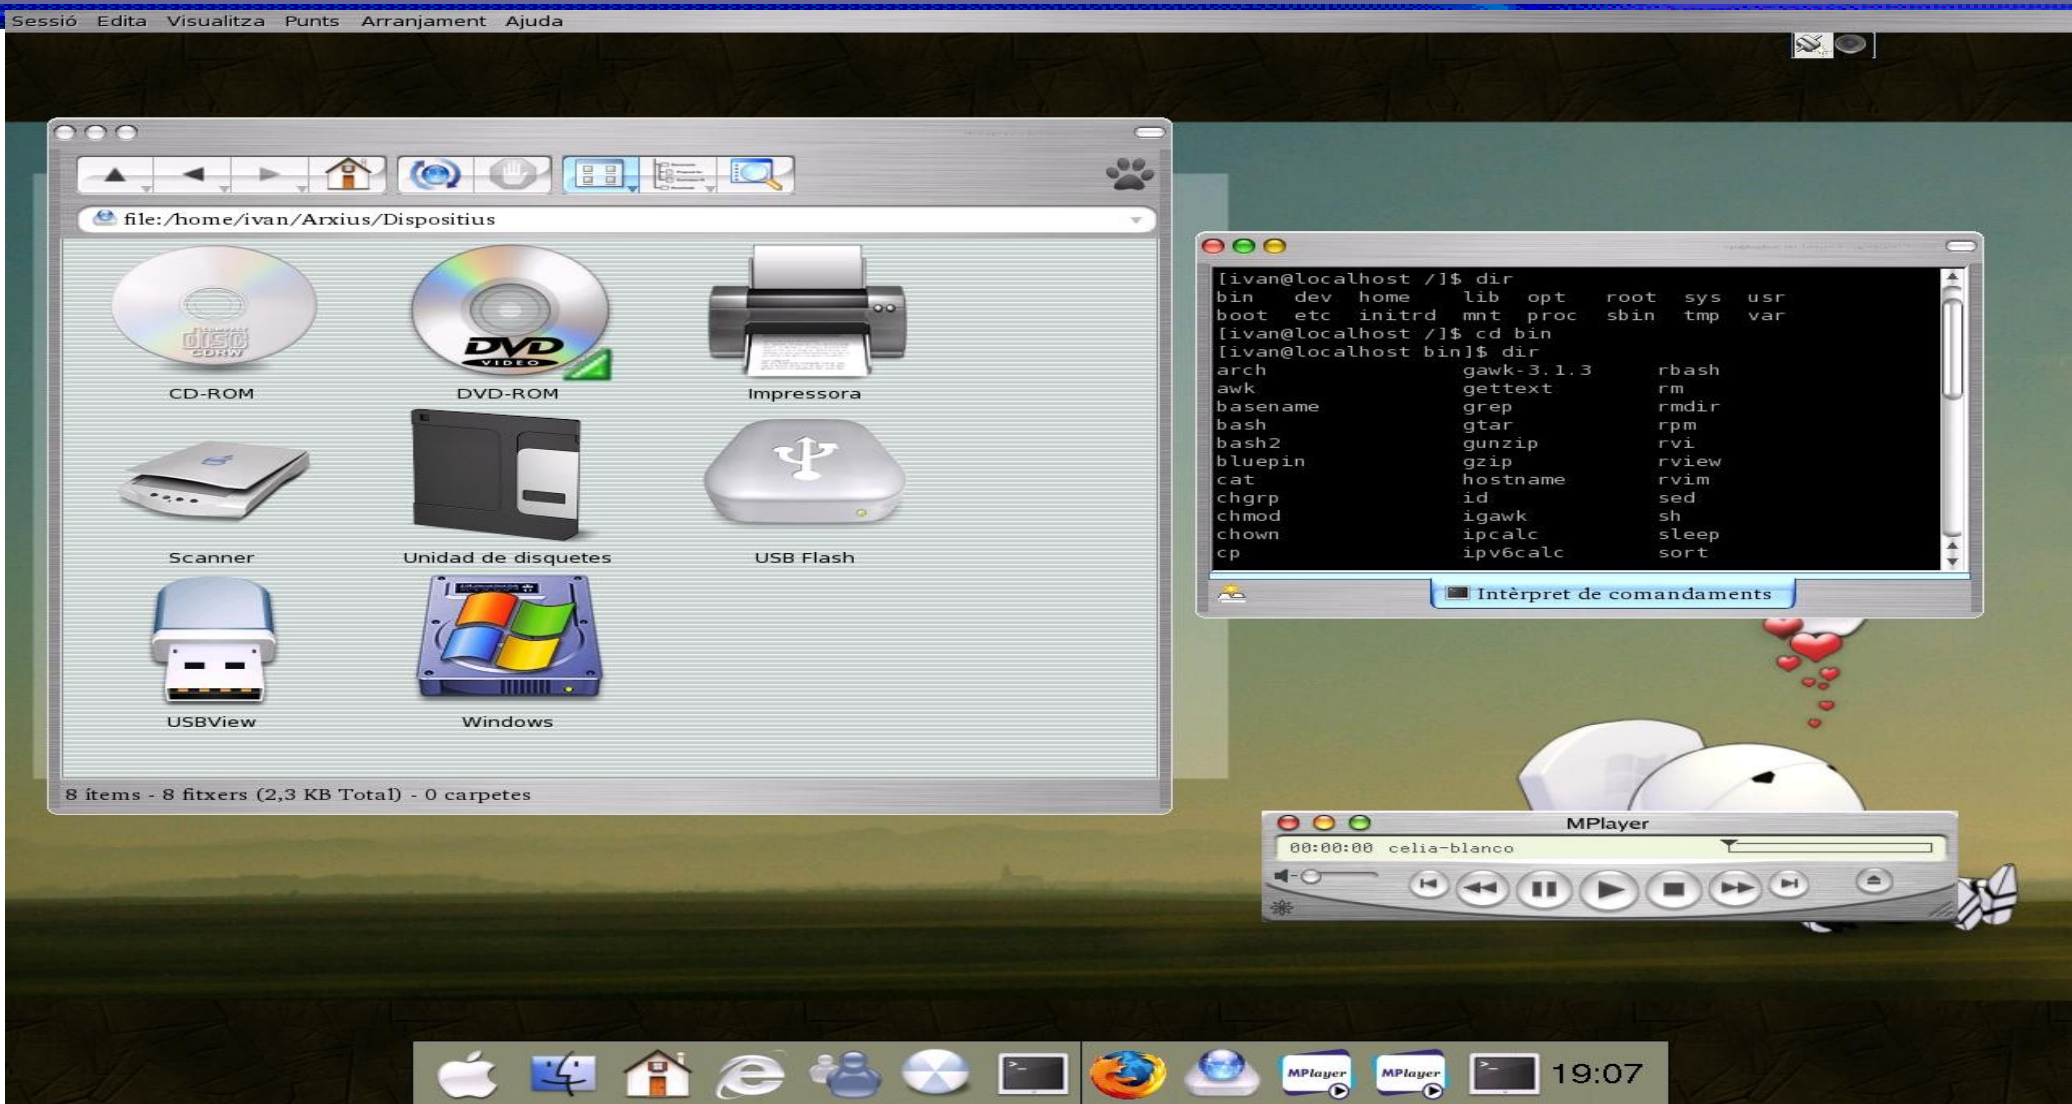 Sessió Edita Visualitza Punts Arranjament Ajuda
file:/home/ivan/Arxius/Dispositius
COMPACT
disc
CDRW
DVD
VIDEO
CD-ROM DVD-ROM Impressora
Scanner Unidad de disquetes USB Flash
USBView Windows
8 ítems - 8 fitxers (2,3 KB Total) - 0 carpetes
[ivan@localhost /]$ dir
bin dev home lib opt root sys usr
boot etc initrd mnt proc sbin tmp var
[ivan@localhost /]$ cd bin
[ivan@localhost bin]$ dir
arch gawk-3.1.3 rbash
awk gettext rm
basename grep rmdir
bash gtar rpm
bash2 gunzip rvi
bluepin gzip rview
cat hostname rvim
chgrp id sed
chmod igawk sh
chown ipcalc sleep
cp ipv6calc sort
Intèrpret de comandaments
MPlayer
00:00:00 celia-blanco
MPlayer MPlayer 19:07